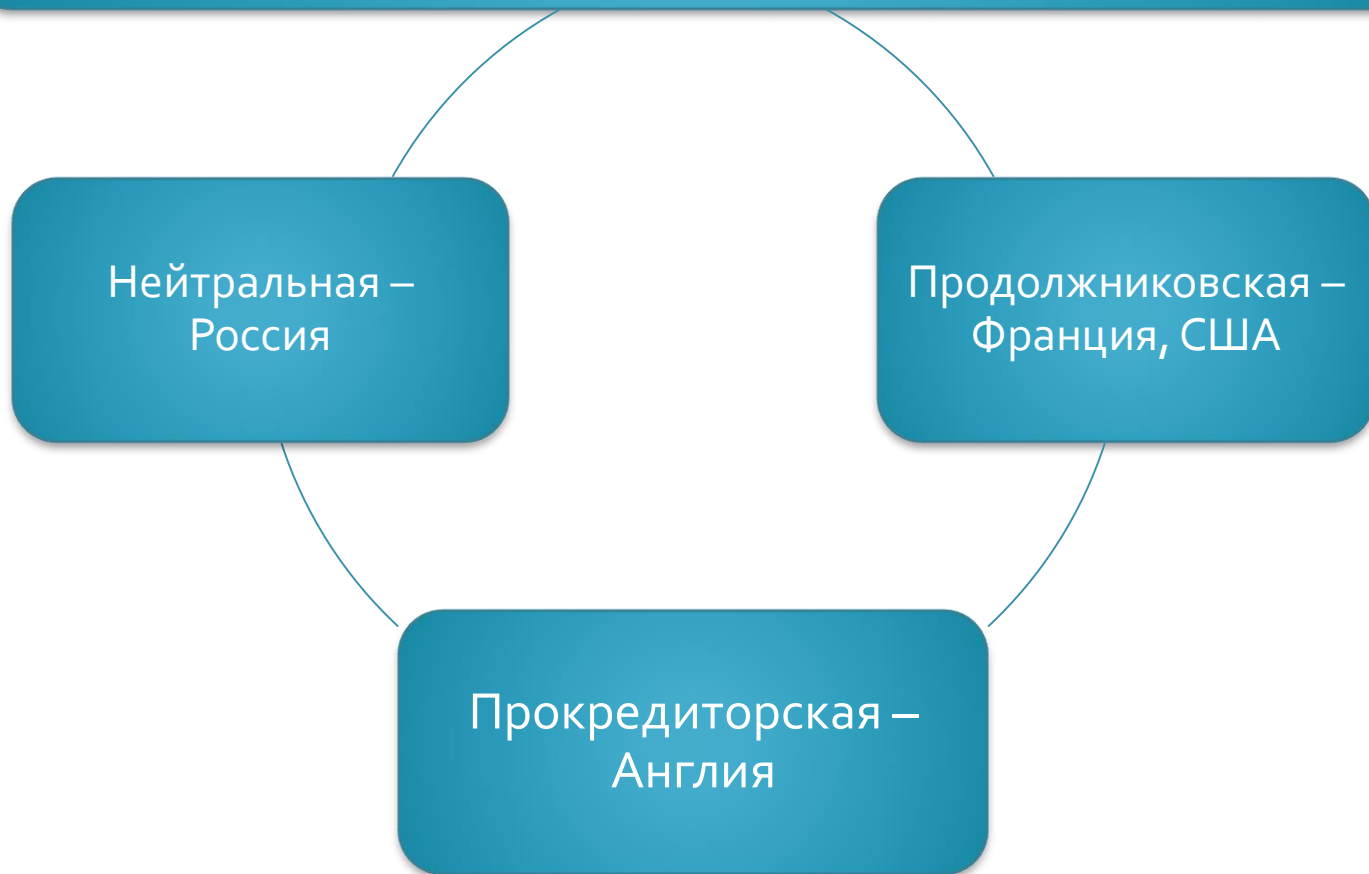 Нейтральная –
Россия
Продолжниковская –
Франция, США
Прокредиторская –
Англия